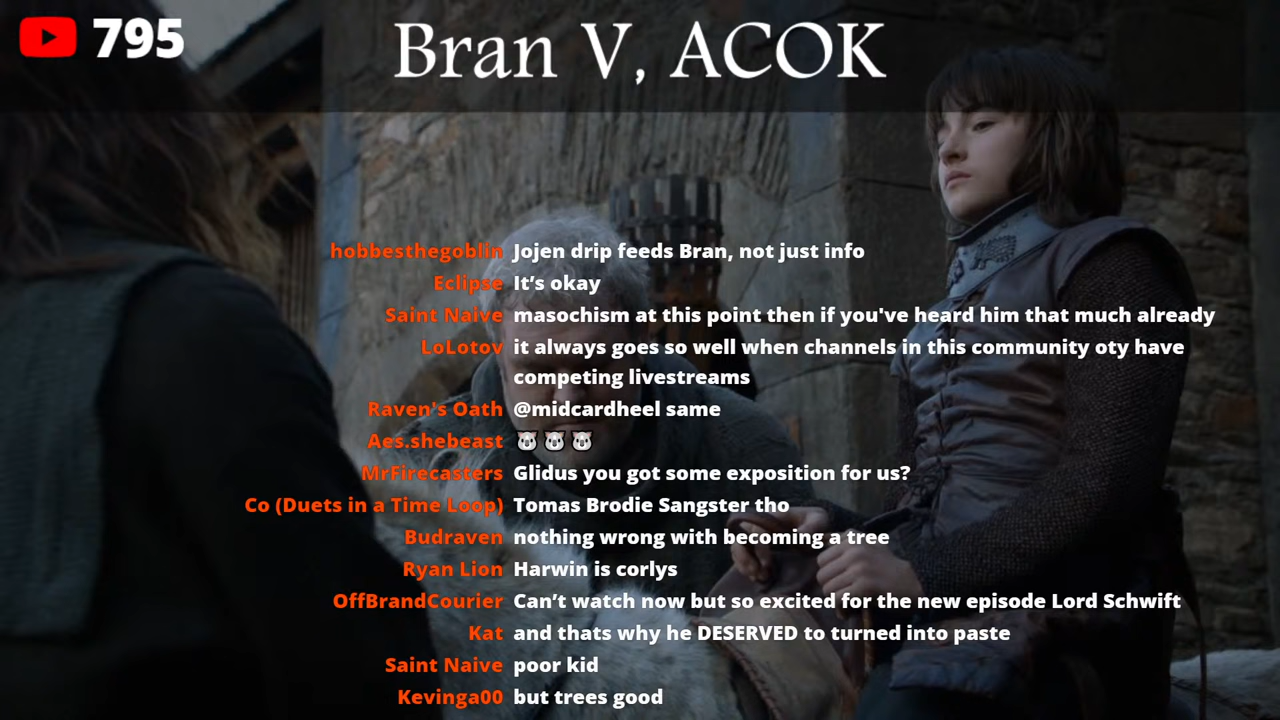 795
Bran V, ACOK
hobbesthegoblin Jojen drip feeds Bran, not just info
Eclipse It’s okay
Saint Naive masochism at this point then if you've heard him that much already
LoLotov it always goes so well when channels in this community oty have
competing livestreams
Raven's Oath @midcardheel same
Aes.shebeast 🐨🐨🐨
MrFirecasters Glidus you got some exposition for us?
Co (Duets in a Time Loop) Tomas Brodie Sangster tho
Budraven nothing wrong with becoming a tree
Ryan Lion Harwin is corlys
OffBrandCourier Can’t watch now but so excited for the new episode Lord Schwift
Kat and thats why he DESERVED to turned into paste
Saint Naive poor kid
Kevinga00 but trees good